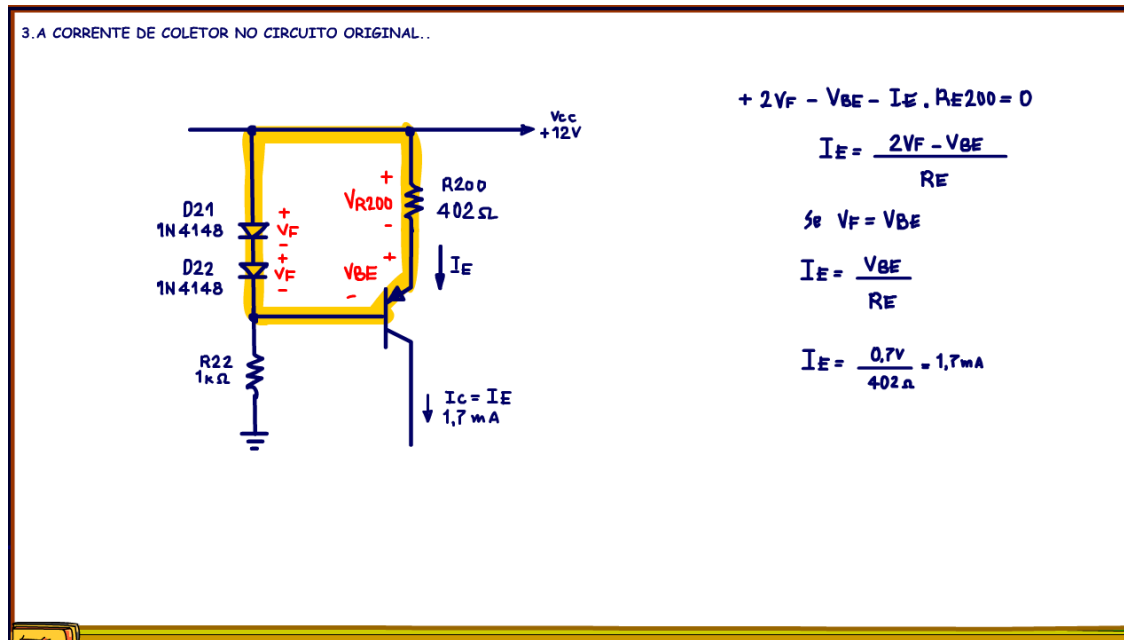 3.A CORRENTE DE COLETOR NO CIRCUITO ORIGINAL..
Vcc
+12V
D21
1N4148
+
VF
-
D22
1N4148
+
VF
-
+
VR200
-
R200
402Ω
+
VBE
-
IE
R22
1kΩ
Ic = IE
1,7 mA
+ 2VF - VBE - IE . RE200 = 0
IE = 2VF - VBE
RE
Se VF = VBE
IE = VBE
RE
IE = 0,7V = 1,7mA
402Ω